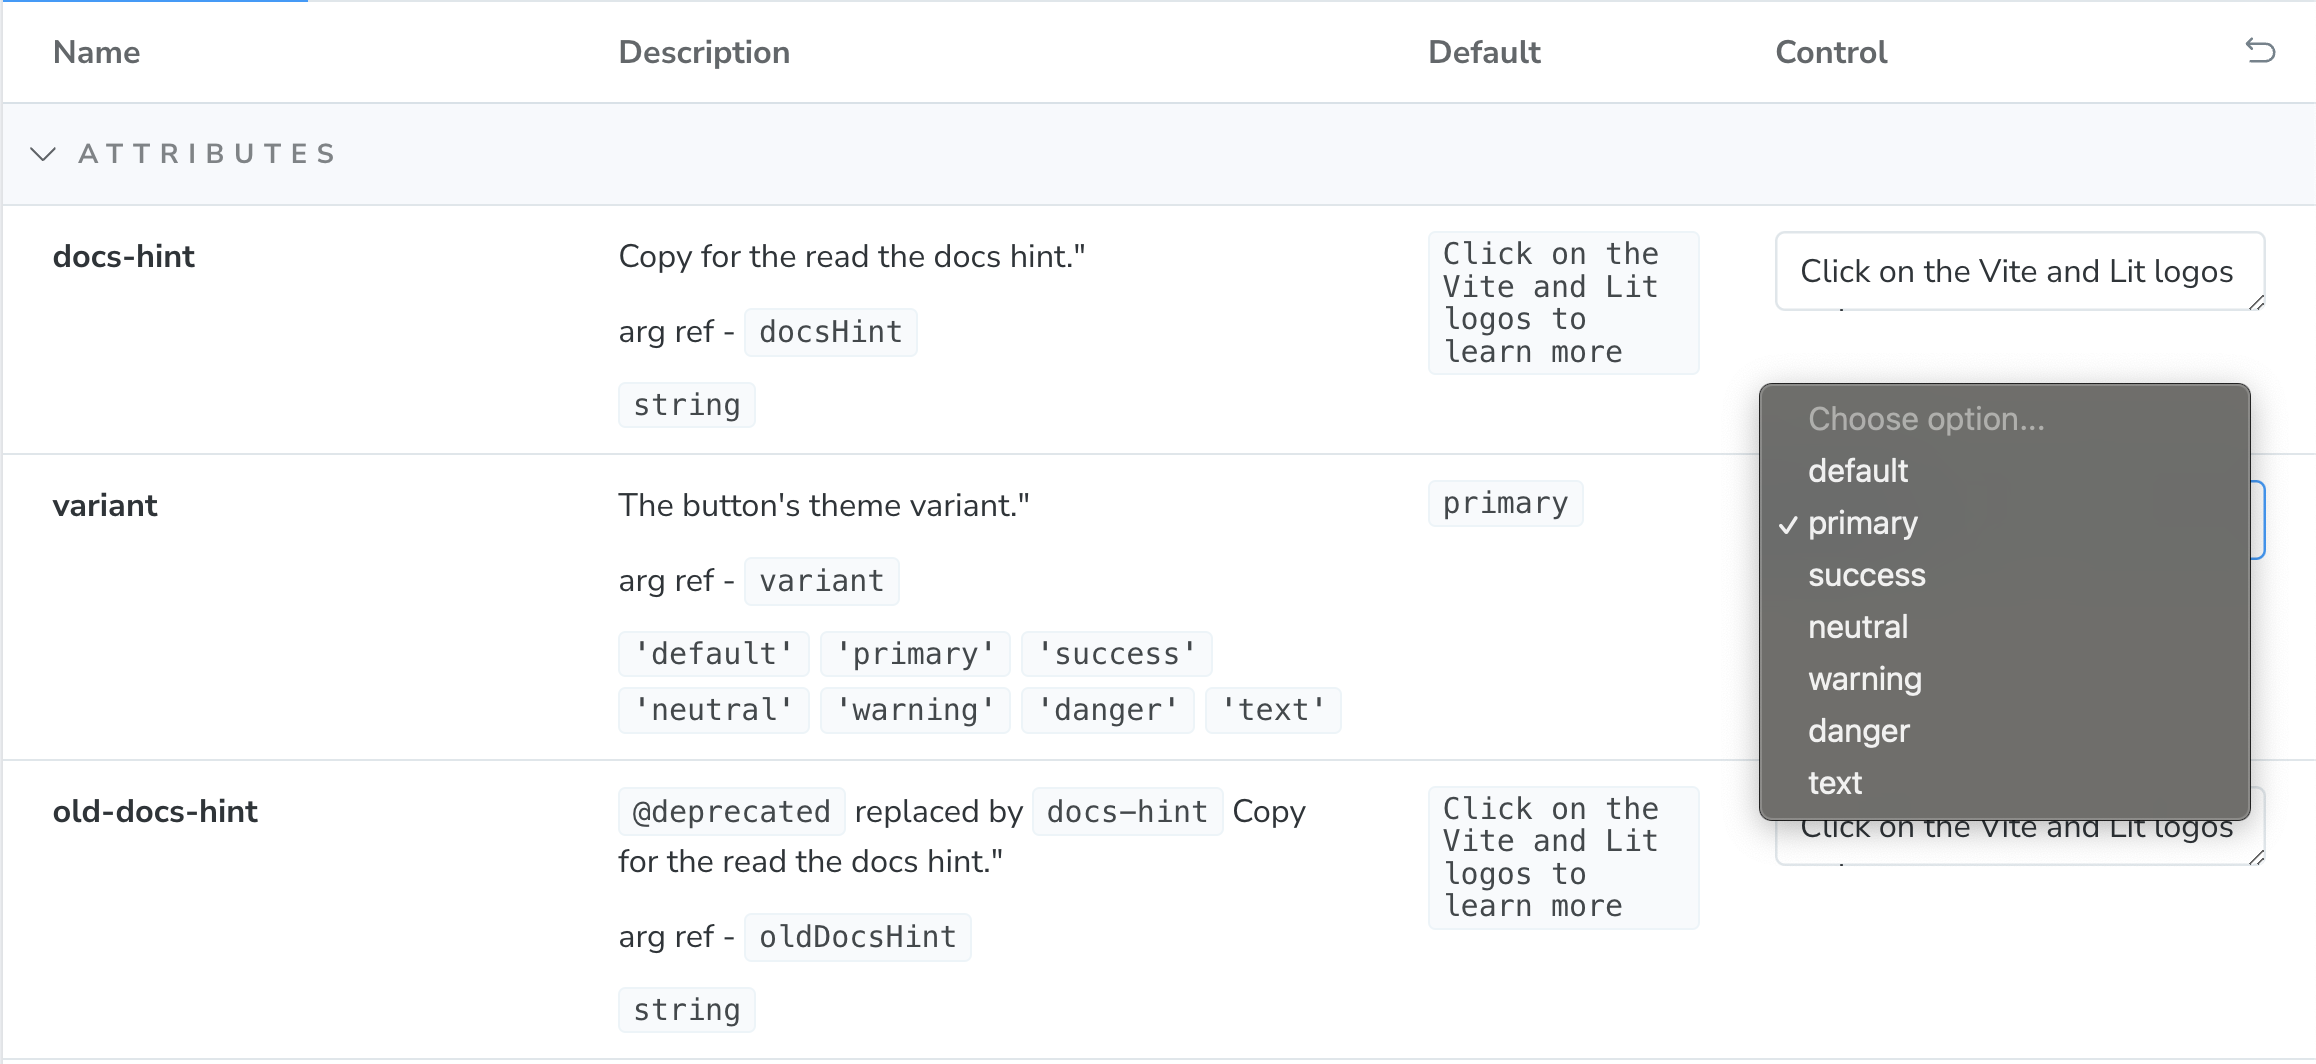 Name Description Default Control
ATTRIBUTES
docs-hint
Copy for the read the docs hint."
arg ref - docsHint
string
Click on the
Vite and Lit
logos to
learn more
Click on the Vite and Lit logos
variant
The button's theme variant."
arg ref - variant
'default' 'primary' 'success'
'neutral' 'warning' 'danger' 'text'
primary
Choose option...
default
✓ primary
success
neutral
warning
danger
text
old-docs-hint
@deprecated replaced by docs-hint Copy
for the read the docs hint."
arg ref - oldDocsHint
string
Click on the
Vite and Lit
logos to
learn more
Click on the Vite and Lit logos